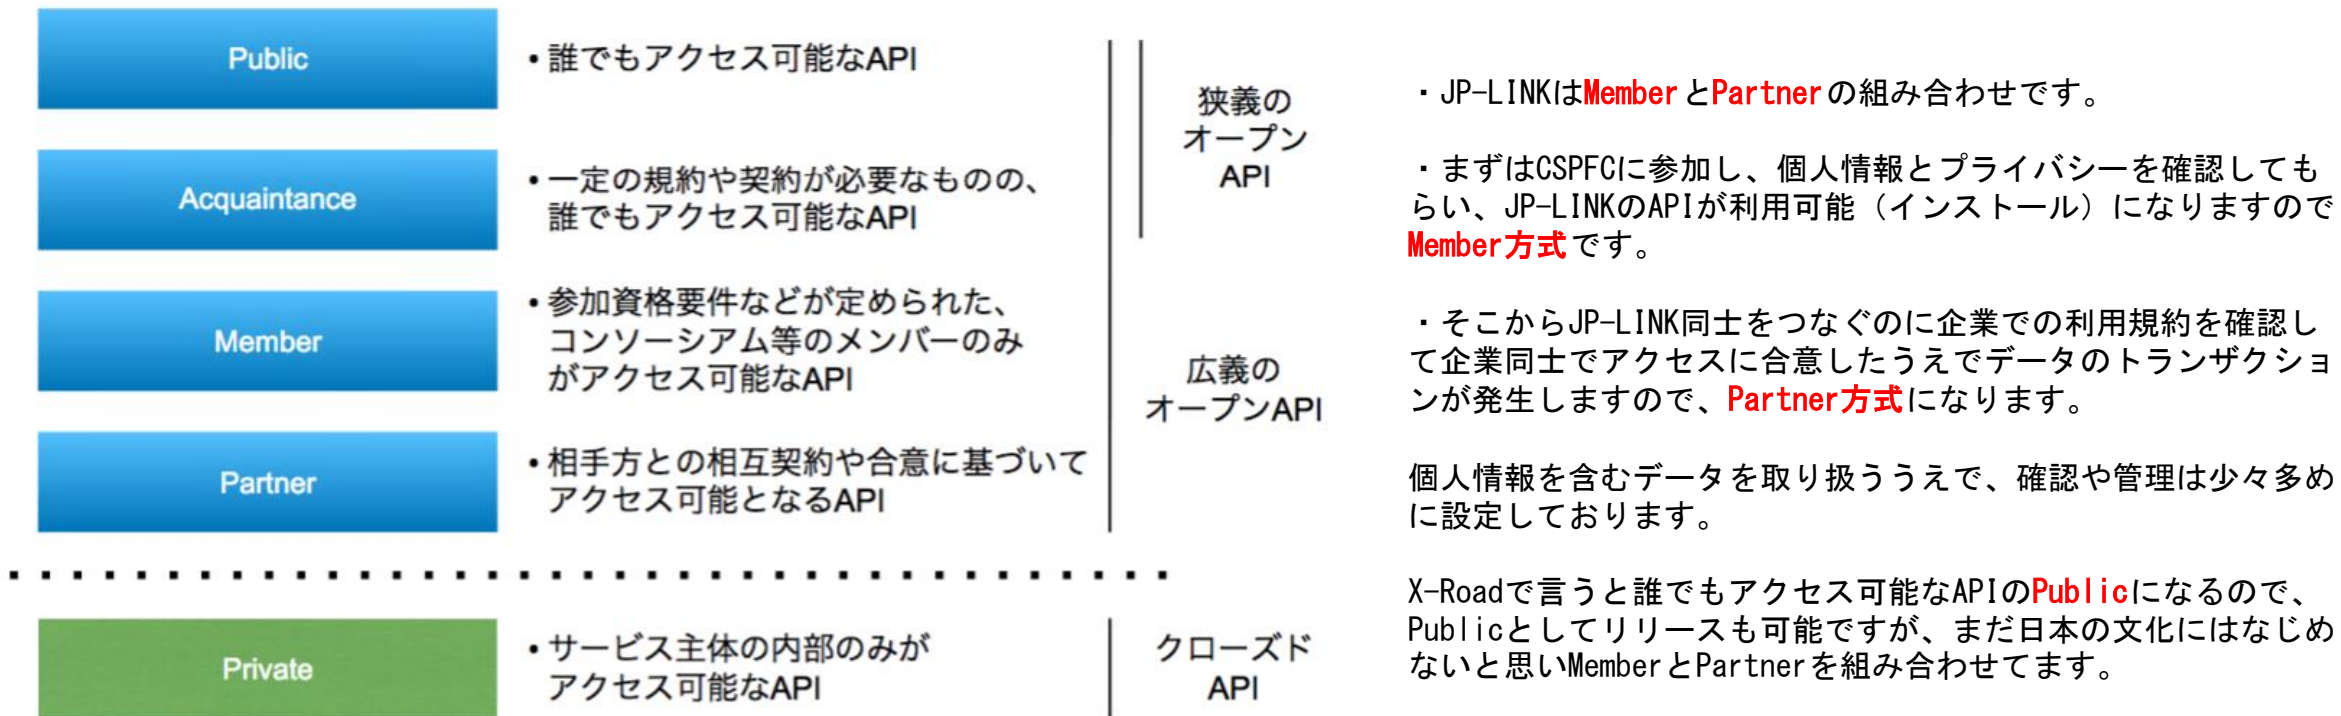 Public
・誰でもアクセス可能なAPI
Acquaintance
・一定の規約や契約が必要なものの、
誰でもアクセス可能なAPI
Member
・参加資格要件などが定められた、
コンソーシアム等のメンバーのみ
がアクセス可能なAPI
Partner
・相手方との相互契約や合意に基づいて
アクセス可能となるAPI
Private
・サービス主体の内部のみが
アクセス可能なAPI
狭義の
オープン
API
広義の
オープンAPI
クローズド
API
・JP-LINKはMemberとPartnerの組み合わせです。
・まずはCSPFCに参加し、個人情報とプライバシーを確認しても
らい、JP-LINKのAPIが利用可能（インストール）になりますので
Member方式です。
・そこからJP-LINK同士をつなぐのに企業での利用規約を確認し
て企業同士でアクセスに合意したうえでデータのトランザクショ
ンが発生しますので、Partner方式になります。
個人情報を含むデータを取り扱ううえで、確認や管理は少々多め
に設定しております。
X-Roadで言うと誰でもアクセス可能なAPIのPublicになるので、
Publicとしてリリースも可能ですが、まだ日本の文化にはなじめ
ないと思いMemberとPartnerを組み合わせてます。